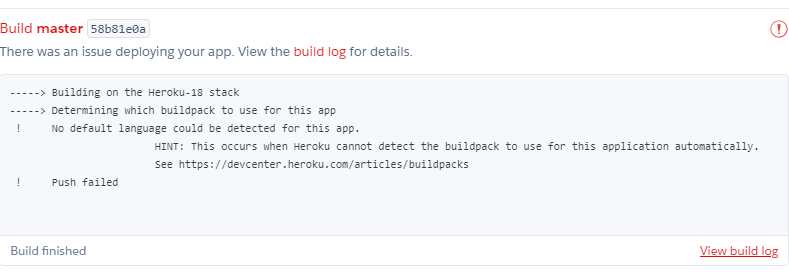 Build master 58b81e0a
There was an issue deploying your app. View the build log for details.
-----> Building on the Heroku-18 stack
-----> Determining which buildpack to use for this app
 !     No default language could be detected for this app.
                        HINT: This occurs when Heroku cannot detect the buildpack to use for this application automatically.
                        See https://devcenter.heroku.com/articles/buildpacks
 !     Push failed
Build finished View build log